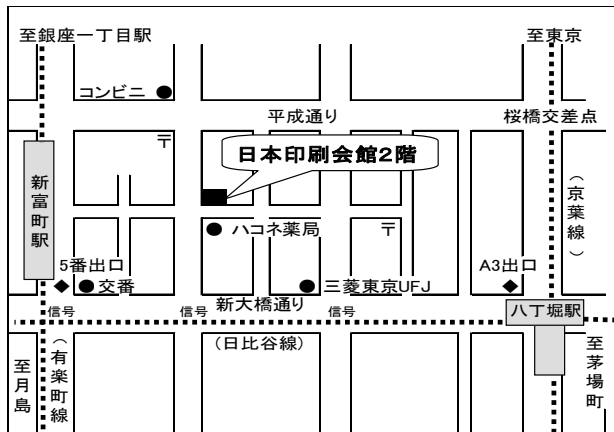 至銀座一丁目駅
至東京
コンビニ
平成通り
桜橋交差点
〒
日本印刷会館2階
新富町駅
(京葉線)
ハコネ薬局
〒
5番出口
A3出口
交番
三菱東京UFJ
新大橋通り
信号
信号
信号
八丁堀駅
(日比谷線)
至月島
(有楽町線)
至茅場町